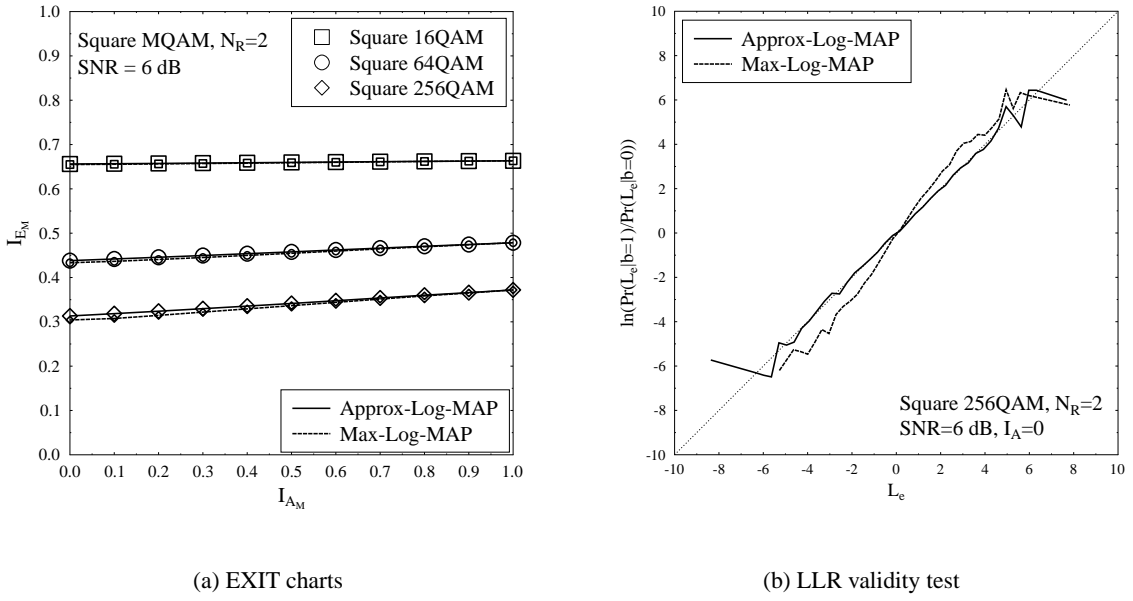 1.0
0.9
0.8
0.7
0.6
0.5
0.4
0.3
0.2
0.1
0.0
I_{E_M}
Square MQAM, N_R=2
SNR = 6 dB
Square 16QAM
Square 64QAM
Square 256QAM
Approx-Log-MAP
Max-Log-MAP
0.0 0.1 0.2 0.3 0.4 0.5 0.6 0.7 0.8 0.9 1.0
I_{A_M}
(a) EXIT charts
10
8
6
4
2
0
-2
-4
-6
-8
-10
ln(Pr(L_e|b=1)/Pr(L_e|b=0))
Approx-Log-MAP
Max-Log-MAP
Square 256QAM, N_R=2
SNR=6 dB, I_A=0
-10 -8 -6 -4 -2 0 2 4 6 8 10
L_e
(b) LLR validity test